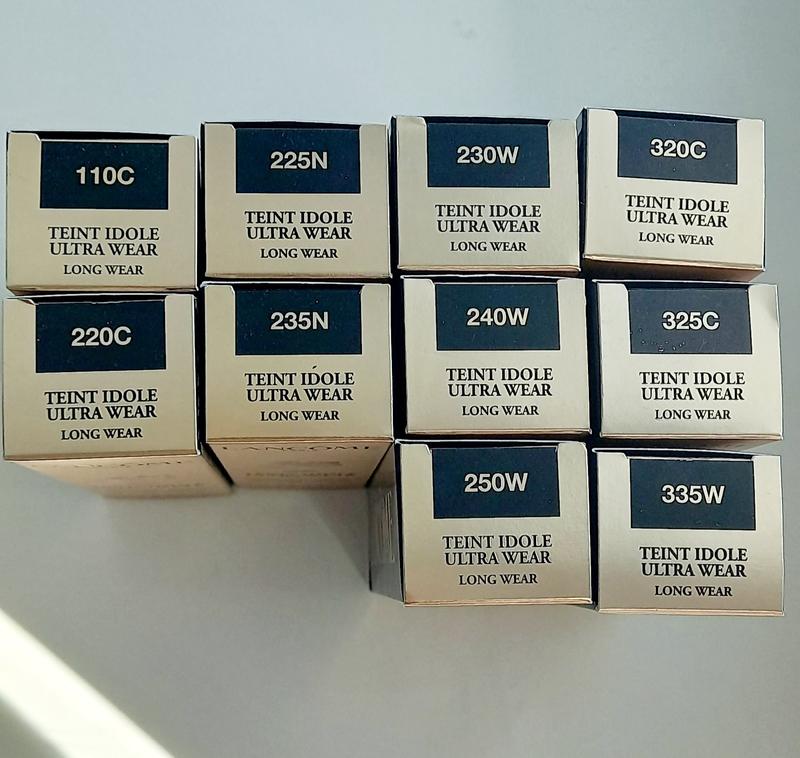 110C
TEINT IDOLE
ULTRA WEAR
LONG WEAR
225N
TEINT IDOLE
ULTRA WEAR
LONG WEAR
230W
TEINT IDOLE
ULTRA WEAR
LONG WEAR
320C
TEINT IDOLE
ULTRA WEAR
LONG WEAR
220C
TEINT IDOLE
ULTRA WEAR
LONG WEAR
235N
TEINT IDOLE
ULTRA WEAR
LONG WEAR
240W
TEINT IDOLE
ULTRA WEAR
LONG WEAR
325C
TEINT IDOLE
ULTRA WEAR
LONG WEAR
LANCOME
250W
TEINT IDOLE
ULTRA WEAR
LONG WEAR
335W
TEINT IDOLE
ULTRA WEAR
LONG WEAR